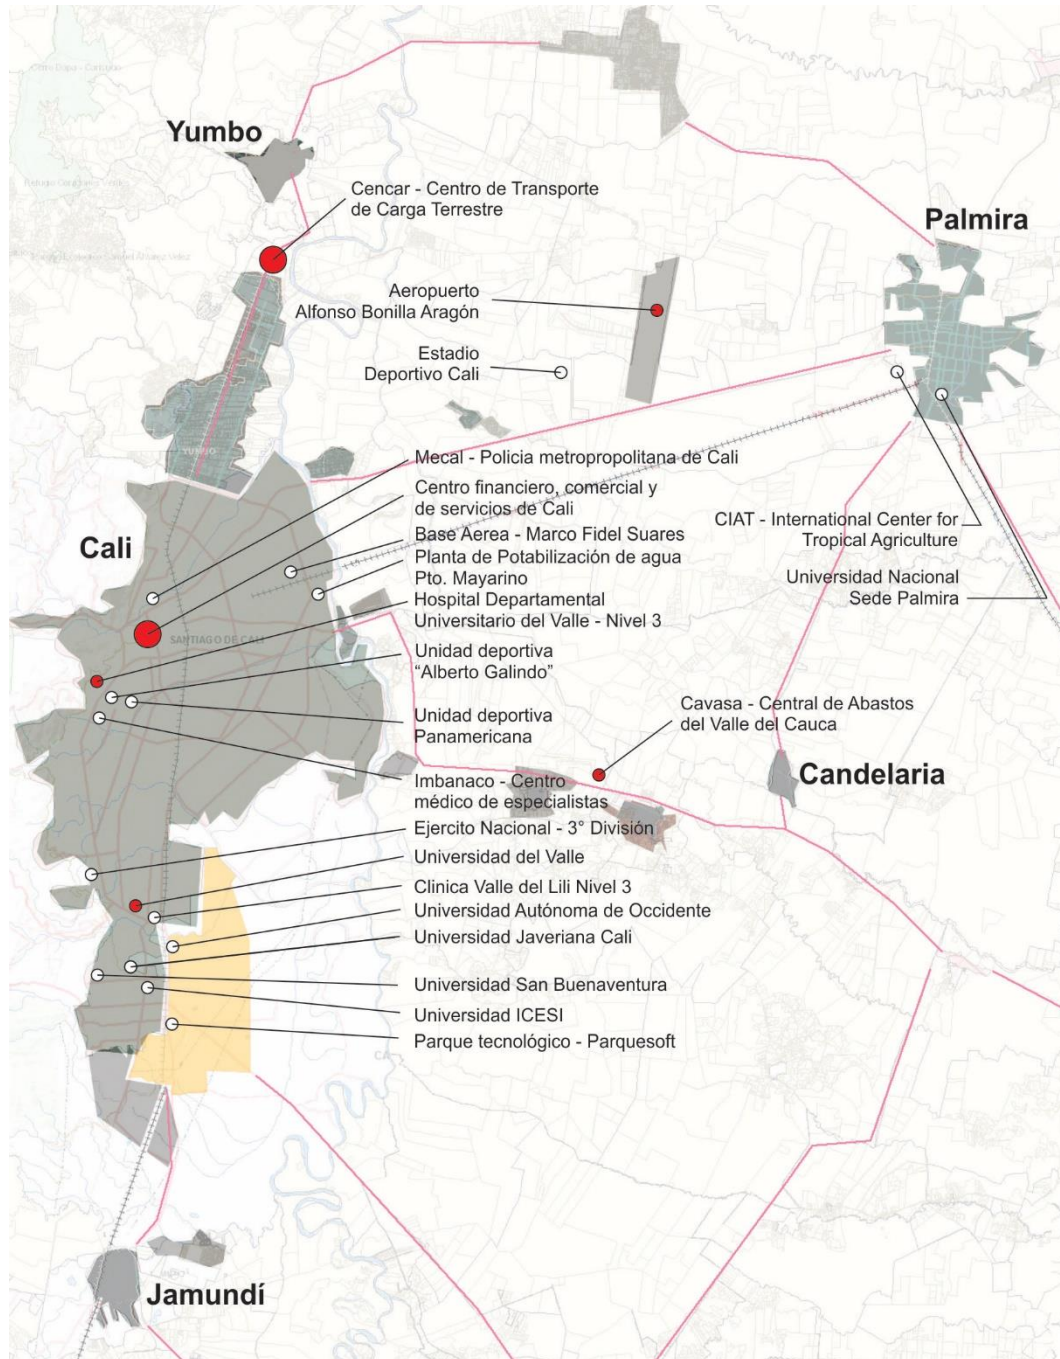 Yumbo
Cencar - Centro de Transporte
de Carga Terrestre
Palmira
Aeropuerto
Alfonso Bonilla Aragón
Estadio
Deportivo Cali
YUMBO
Mecal - Policia metropropolitana de Cali
Centro financiero, comercial y
de servicios de Cali
CIAT - International Center for
Tropical Agriculture
Cali
Base Aerea - Marco Fidel Suares
Planta de Potabilización de agua
Pto. Mayarino
Universidad Nacional
Sede Palmira
Hospital Departamental
Universitario del Valle - Nivel 3
SANTIAGO DE CALI
Unidad deportiva
“Alberto Galindo”
Cavasa - Central de Abastos
del Valle del Cauca
Unidad deportiva
Panamericana
Candelaria
Imbanaco - Centro
médico de especialistas
Ejercito Nacional - 3° División
Universidad del Valle
Clinica Valle del Lili Nivel 3
Universidad Autónoma de Occidente
Universidad Javeriana Cali
Universidad San Buenaventura
Universidad ICESI
Parque tecnológico - Parquesoft
Jamundí